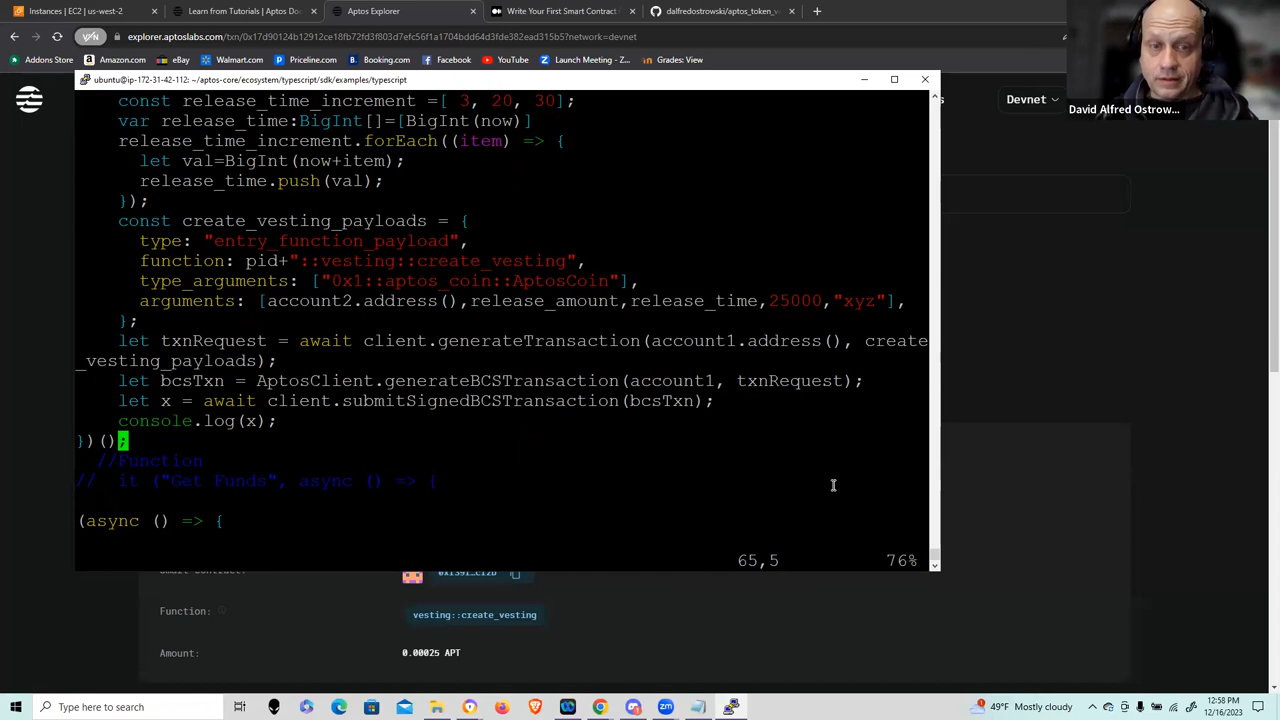 Instances | EC2 | us-west-2
Learn from Tutorials | Aptos Doc
Aptos Explorer
Write Your First Smart Contract
dalfredostrowski/aptos_token_v
explorer.aptoslabs.com/txn/0x17d90124b12912ce18fb72fd3f803d7efc56a1704bdd64d3fde382ead315b5?network=devnet
Addons Store
Amazon.com
eBay
Walmart.com
Priceline.com
Booking.com
Facebook
YouTube
Launch Meeting - Z...
Grades: View
ubuntu@ip-172-31-42-112: ~/aptos-core/ecosystem/typescript/sdk/examples/typescript
Devnet
David Alfred Ostrow...
const release_time_increment =[ 3, 20, 30];
var release_time:BigInt[]=[BigInt(now)]
release_time_increment.forEach((item) => {
let val=BigInt(now+item);
release_time.push(val);
});
const create_vesting_payloads = {
type: "entry_function_payload",
function: pid+"::vesting::create_vesting",
type_arguments: ["0x1::aptos_coin::AptosCoin"],
arguments: [account2.address(),release_amount,release_time,25000,"xyz"],
};
let txnRequest = await client.generateTransaction(account1.address(), create
_vesting_payloads);
let bcsTxn = AptosClient.generateBCSTransaction(account1, txnRequest);
let x = await client.submitSignedBCSTransaction(bcsTxn);
console.log(x);
})();
//Function
// it ("Get Funds", async () => {
(async () => {
65,5 76%
Function:
vesting::create_vesting
Amount:
0.00025 APT
Type here to search
49°F Mostly cloudy
12:58 PM
12/16/2023